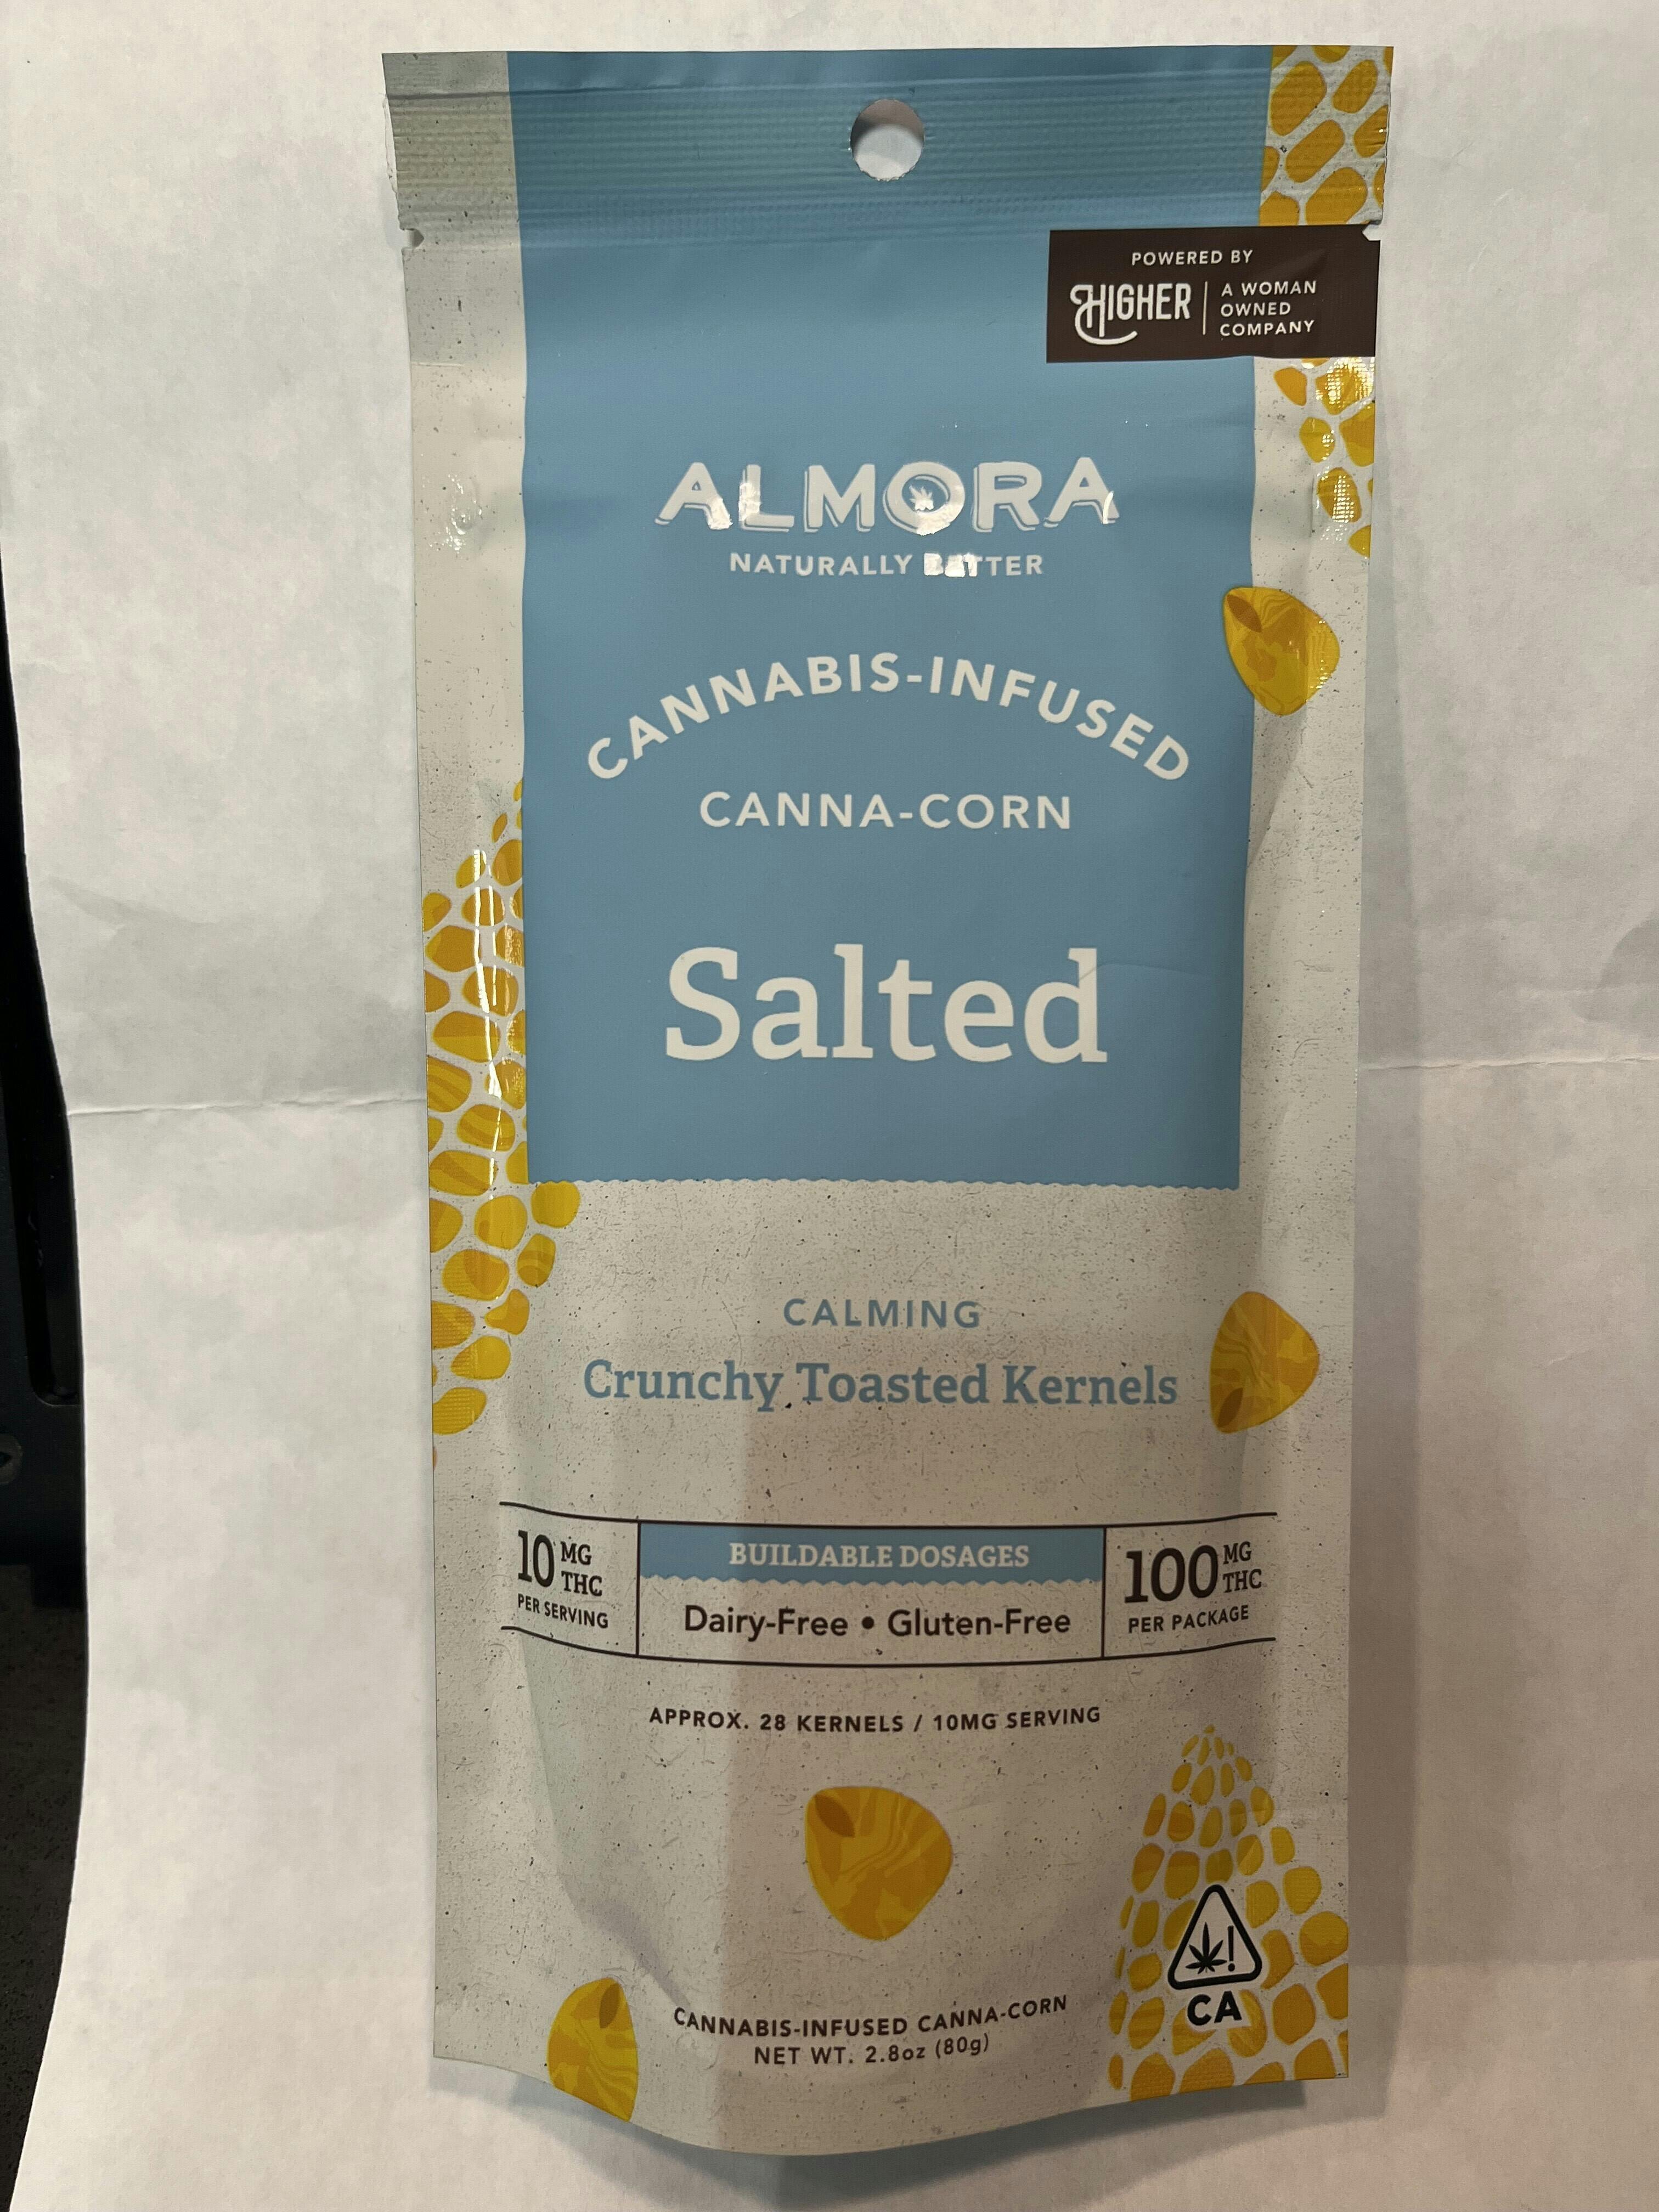 POWERED BY
HIGHER
A WOMAN
OWNED
COMPANY
ALMORA
NATURALLY BETTER
CANNABIS-INFUSED
CANNA-CORN
Salted
CALMING
Crunchy Toasted Kernels
10 MG
THC
PER SERVING
BUILDABLE DOSAGES
Dairy-Free • Gluten-Free
100 MG
THC
PER PACKAGE
APPROX. 28 KERNELS / 10MG SERVING
!
CA
CANNABIS-INFUSED CANNA-CORN
NET WT. 2.8oz (80g)